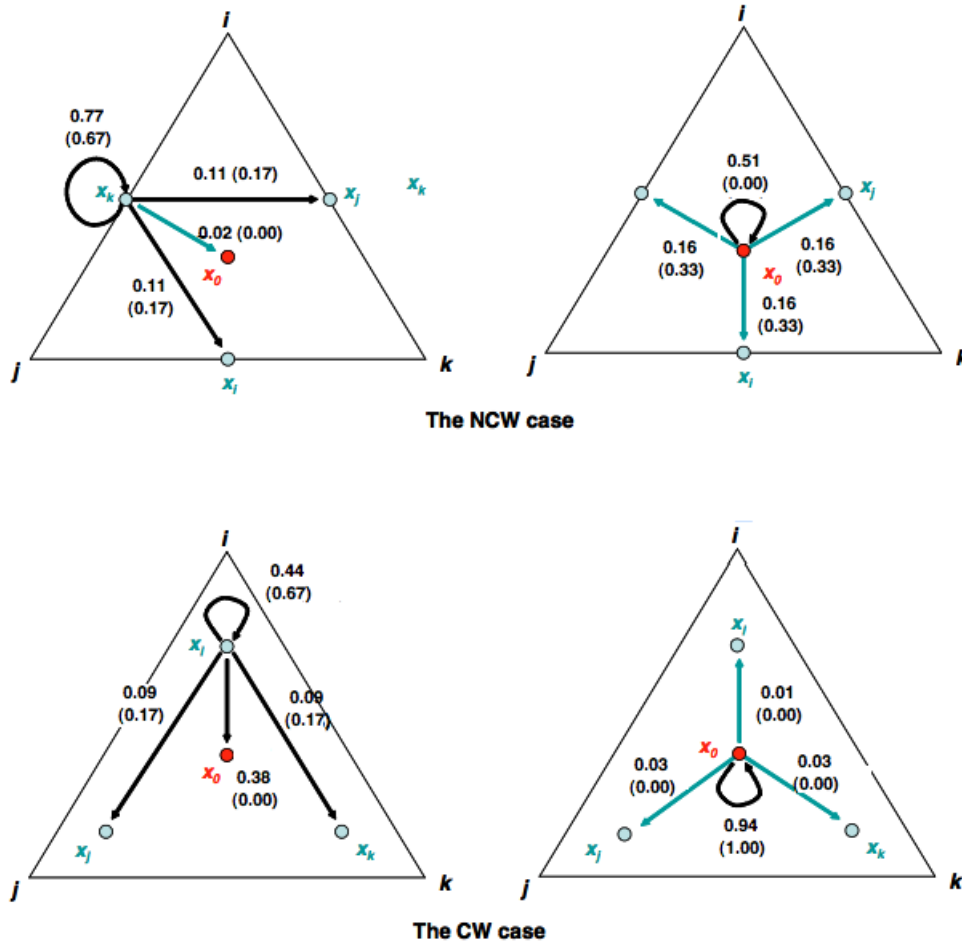 i
i
0.77
(0.67)
0.11 (0.17)
x_k
x_j
x_k
0.02 (0.00)
x_0
0.11
(0.17)
j
k
x_i
0.51
(0.00)
x_j
0.16
(0.33)
0.16
(0.33)
x_0
0.16
(0.33)
j
k
x_i
The NCW case
i
i
0.44
(0.67)
x_i
0.09
(0.17)
0.09
(0.17)
x_0
0.38
(0.00)
x_j
x_k
j
k
x_i
0.01
(0.00)
x_0
0.03
(0.00)
0.03
(0.00)
0.94
(1.00)
x_j
x_k
j
k
The CW case